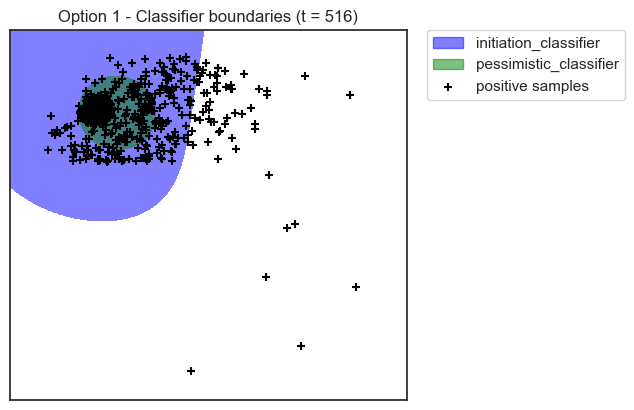 Option 1 - Classifier boundaries (t = 516)
initiation_classifier
pessimistic_classifier
positive samples